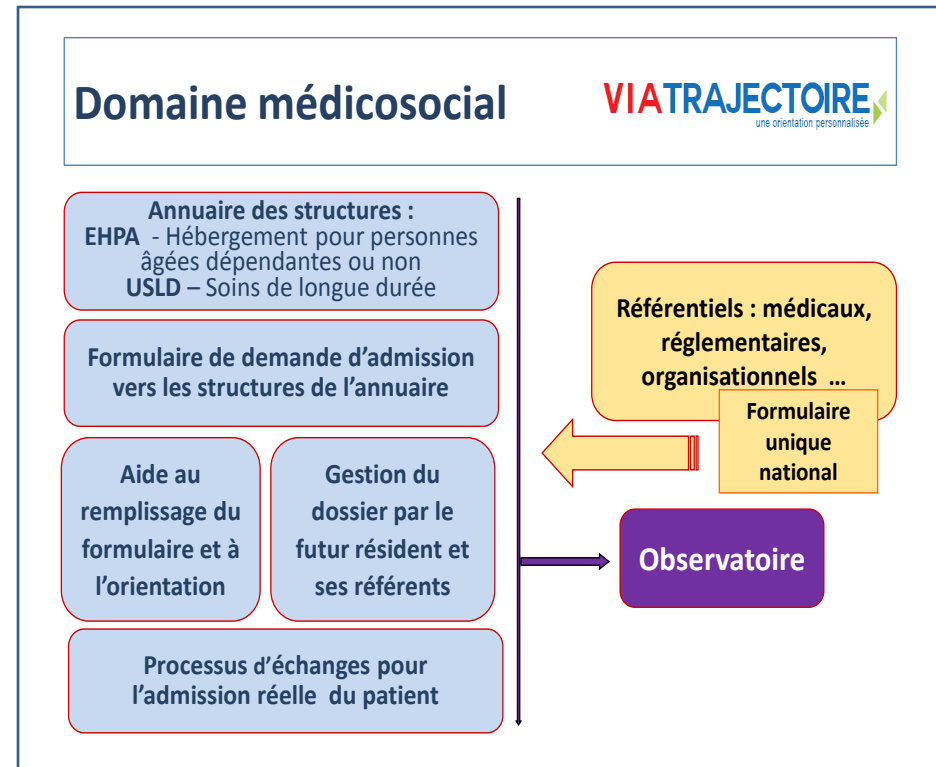 Domaine médicosocial
VIATRAJECTOIRE
une orientation personnalisée
Annuaire des structures :
EHPA - Hébergement pour personnes
âgées dépendantes ou non
USLD – Soins de longue durée
Formulaire de demande d'admission
vers les structures de l'annuaire
Aide au
remplissage du
formulaire et à
l'orientation
Gestion du
dossier par le
futur résident et
ses référents
Processus d'échanges pour
l'admission réelle du patient
Référentiels : médicaux,
réglementaires,
organisationnels …
Formulaire
unique
national
Observatoire